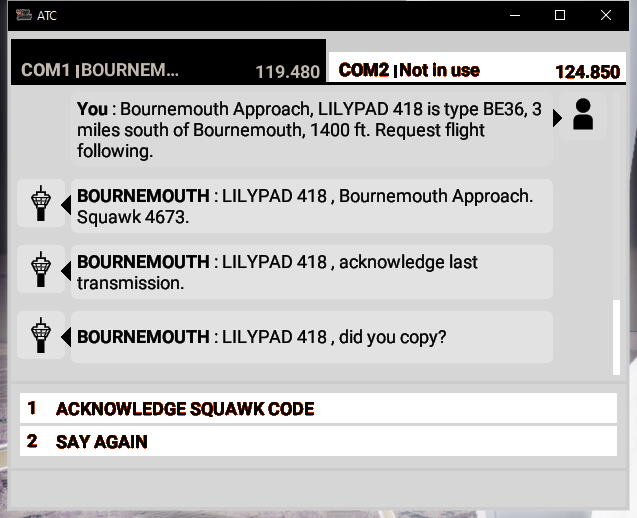 ATC
COM1 |BOURNEM... 119.480
COM2 |Not in use 124.850
You : Bournemouth Approach, LILYPAD 418 is type BE36, 3
miles south of Bournemouth, 1400 ft. Request flight
following.
BOURNEMOUTH : LILYPAD 418 , Bournemouth Approach.
Squawk 4673.
BOURNEMOUTH : LILYPAD 418 , acknowledge last
transmission.
BOURNEMOUTH : LILYPAD 418 , did you copy?
1 ACKNOWLEDGE SQUAWK CODE
2 SAY AGAIN